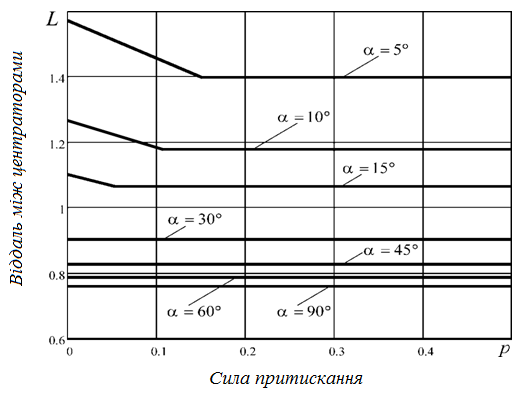 L
Віддаль між центраторами
1.4
1.2
1
0.8
0.6
α = 5°
α = 10°
α = 15°
α = 30°
α = 45°
α = 60°
α = 90°
0
0.1
0.2
0.3
0.4
p
Сила притискання